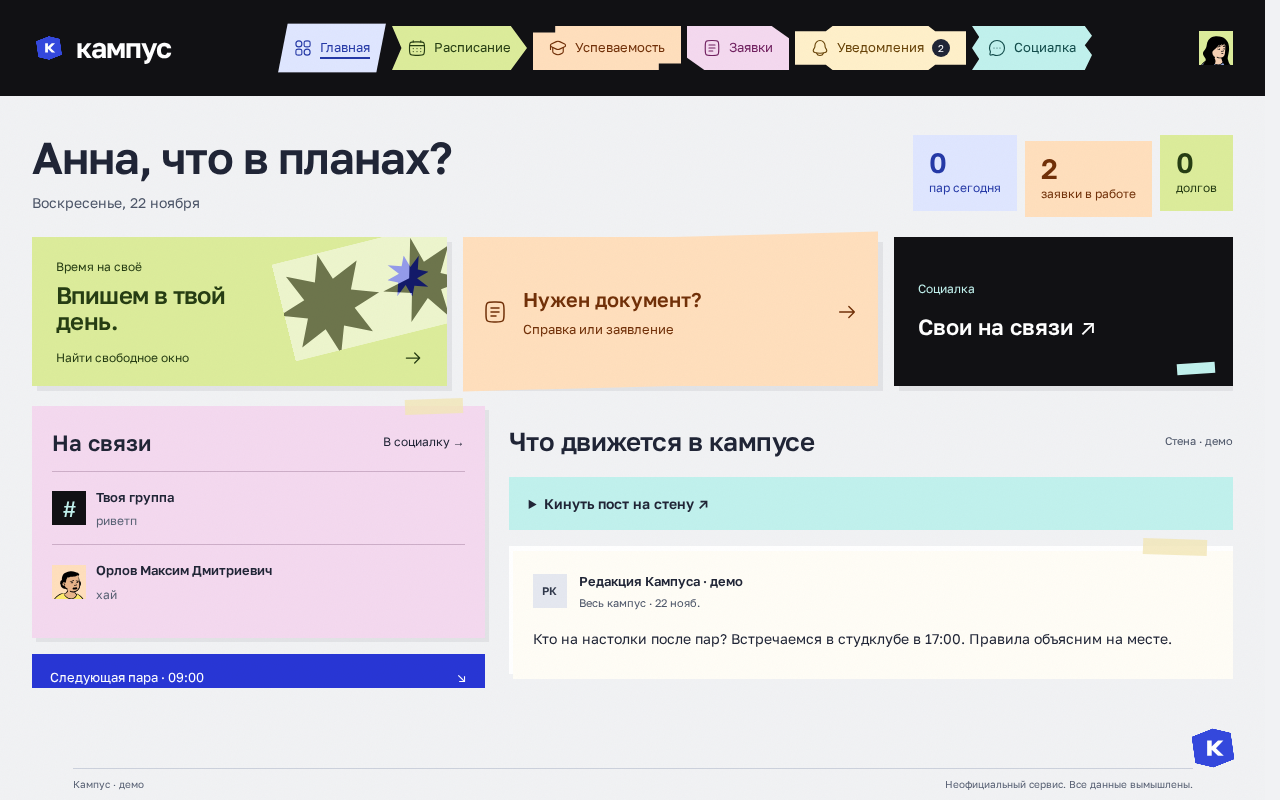 K кампус
Главная
Расписание
Успеваемость
Заявки
Уведомления 2
Социалка
Анна, что в планах?
Воскресенье, 22 ноября
0
пар сегодня
2
заявки в работе
0
долгов
Время на своё
Впишем в твой
день.
Найти свободное окно →
Нужен документ?
Справка или заявление
→
Социалка
Свои на связи ↗
На связи
В социалку →
#
Твоя группа
риветп
Орлов Максим Дмитриевич
хай
Следующая пара · 09:00 ↘
Что движется в кампусе
Стена · демо
▶ Кинуть пост на стену ↗
РК
Редакция Кампуса · демо
Весь кампус · 22 нояб.
Кто на настолки после пар? Встречаемся в студклубе в 17:00. Правила объясним на месте.
K
Кампус · демо
Неофициальный сервис. Все данные вымышлены.